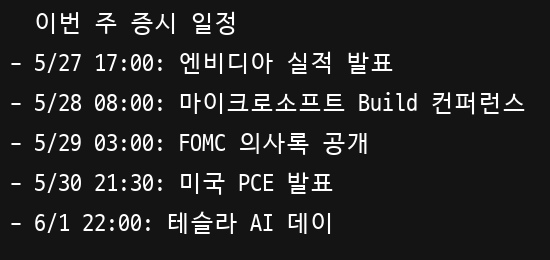 이번 주 증시 일정
- 5/27 17:00: 엔비디아 실적 발표
- 5/28 08:00: 마이크로소프트 Build 컨퍼런스
- 5/29 03:00: FOMC 의사록 공개
- 5/30 21:30: 미국 PCE 발표
- 6/1 22:00: 테슬라 AI 데이